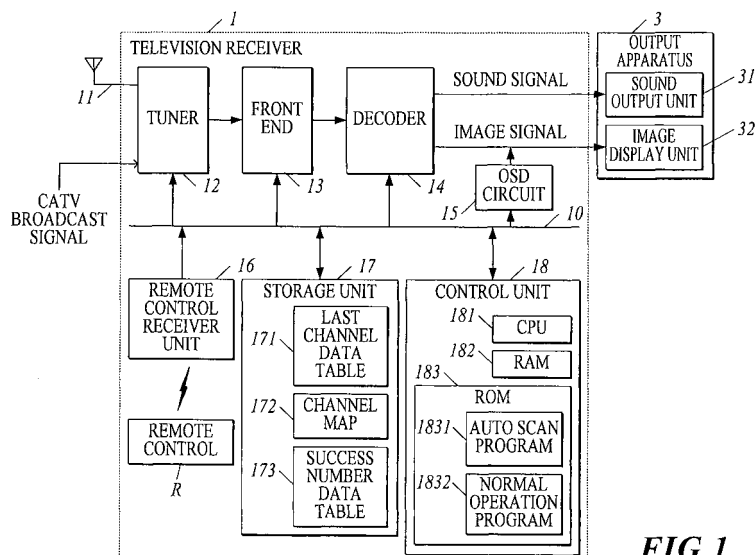 1
3
TELEVISION RECEIVER
OUTPUT
APPARATUS
11
TUNER
12
FRONT
END
13
DECODER
14
SOUND SIGNAL
IMAGE SIGNAL
SOUND
OUTPUT UNIT
31
IMAGE
DISPLAY UNIT
32
OSD
CIRCUIT
15
10
CATV
BROADCAST
SIGNAL
16
REMOTE
CONTROL
RECEIVER
UNIT
REMOTE
CONTROL
R
17
STORAGE UNIT
LAST
CHANNEL
DATA
TABLE
171
CHANNEL
MAP
172
SUCCESS
NUMBER
DATA
TABLE
173
18
CONTROL UNIT
181
CPU
182
RAM
183
ROM
1831
AUTO SCAN
PROGRAM
1832
NORMAL
OPERATION
PROGRAM
FIG 1